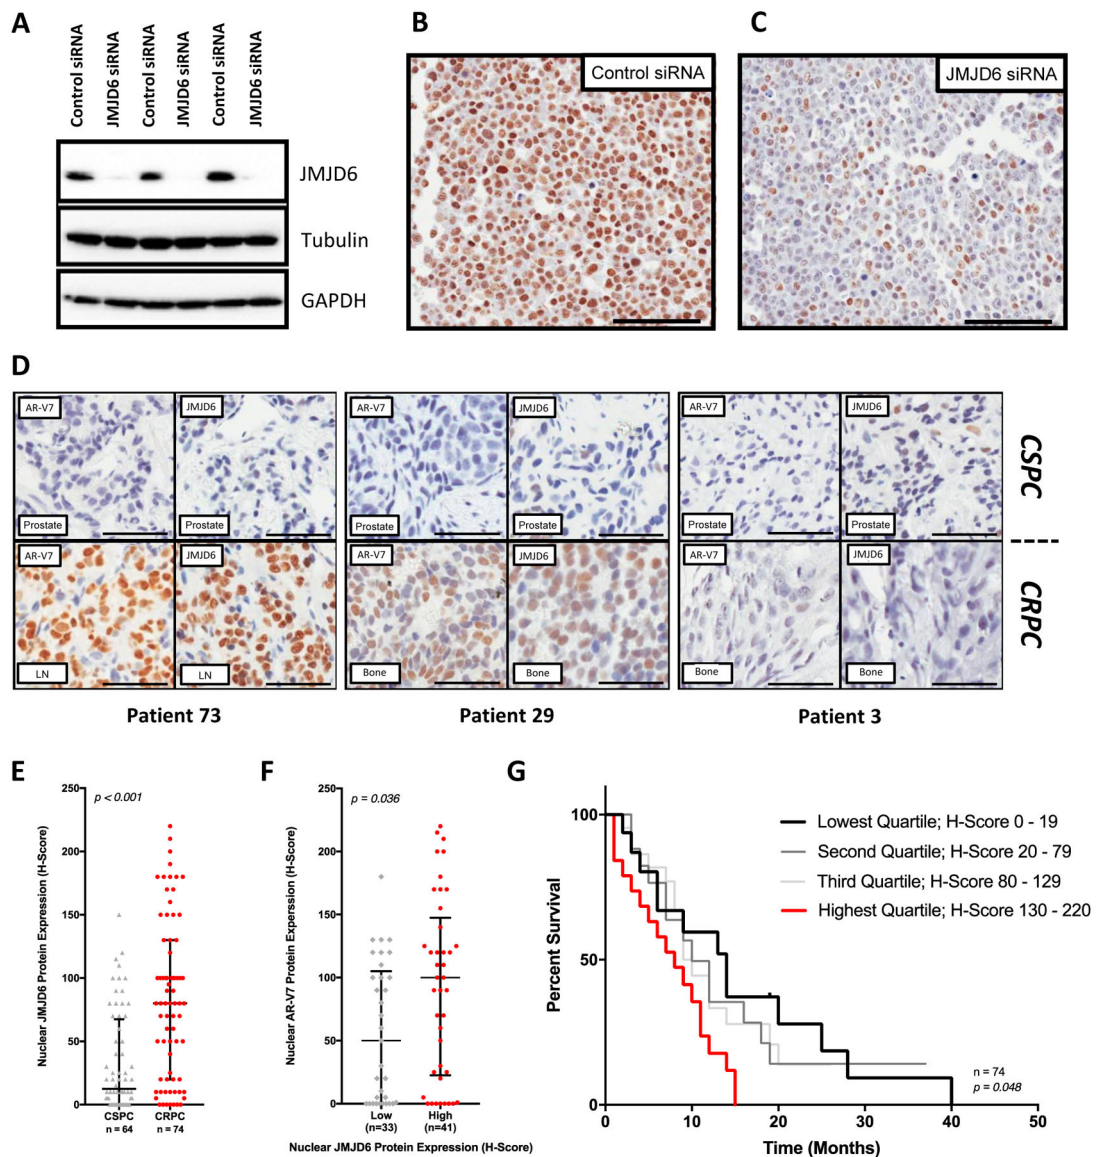 A
Control siRNA
JMJD6 siRNA
Control siRNA
JMJD6 siRNA
Control siRNA
JMJD6 siRNA
JMJD6
Tubulin
GAPDH
B
Control siRNA
C
JMJD6 siRNA
D
AR-V7
JMJD6
AR-V7
JMJD6
AR-V7
JMJD6
Prostate
Prostate
Prostate
Prostate
Prostate
Prostate
CSPC
AR-V7
JMJD6
AR-V7
JMJD6
AR-V7
JMJD6
LN
LN
Bone
Bone
Bone
Bone
CRPC
Patient 73
Patient 29
Patient 3
E
Nuclear JMJD6 Protein Expression (H-Score)
250
200
150
100
50
0
p < 0.001
CSPC
n = 64
CRPC
n = 74
F
Nuclear AR-V7 Protein Experssion (H-Score)
250
200
150
100
50
0
p = 0.036
Low
(n=33)
High
(n=41)
Nuclear JMJD6 Protein Expression (H-Score)
G
Percent Survival
100
50
0
Lowest Quartile; H-Score 0 - 19
Second Quartile; H-Score 20 - 79
Third Quartile; H-Score 80 - 129
Highest Quartile; H-Score 130 - 220
n = 74
p = 0.048
0
10
20
30
40
50
Time (Months)